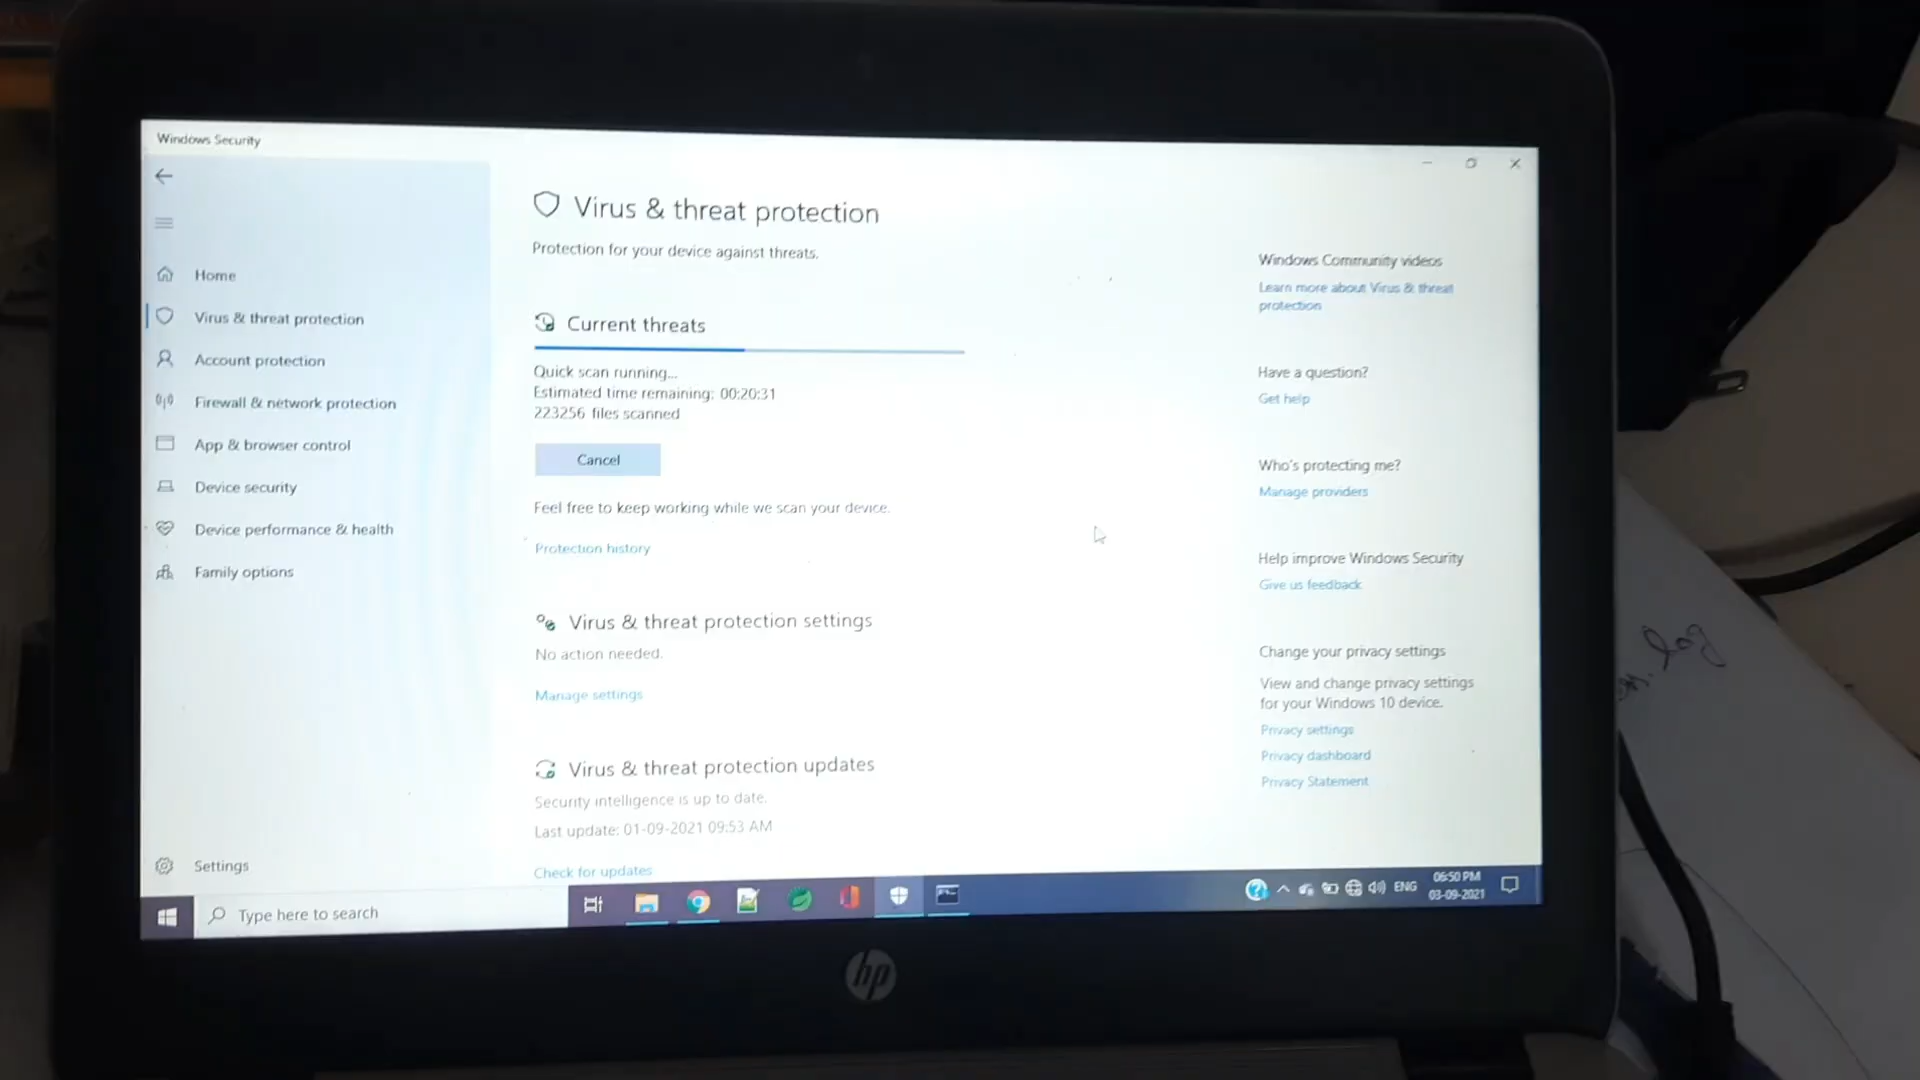 Windows Security
Home
Virus & threat protection
Account protection
Firewall & network protection
App & browser control
Device security
Device performance & health
Family options
Settings
Virus & threat protection
Protection for your device against threats.
Current threats
Quick scan running...
Estimated time remaining: 00:20:31
223256 files scanned
Cancel
Feel free to keep working while we scan your device.
Protection history
Virus & threat protection settings
No action needed.
Manage settings
Virus & threat protection updates
Security intelligence is up to date.
Last update: 01-09-2021 09:53 AM
Check for updates
Windows Community videos
Learn more about Virus & threat
protection
Have a question?
Get help
Who's protecting me?
Manage providers
Help improve Windows Security
Give us feedback
Change your privacy settings
View and change privacy settings
for your Windows 10 device.
Privacy settings
Privacy dashboard
Privacy Statement
Type here to search
ENG
06:50 PM
03-09-2021
hp